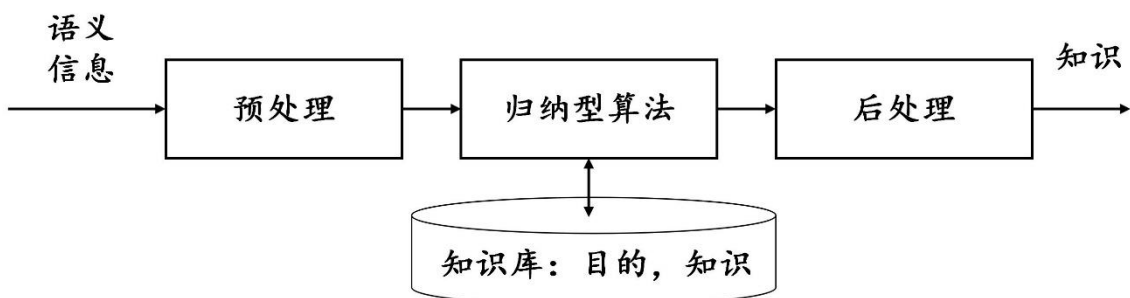 语义
信息
预处理
归纳型算法
后处理
知识
知识库：目的，知识